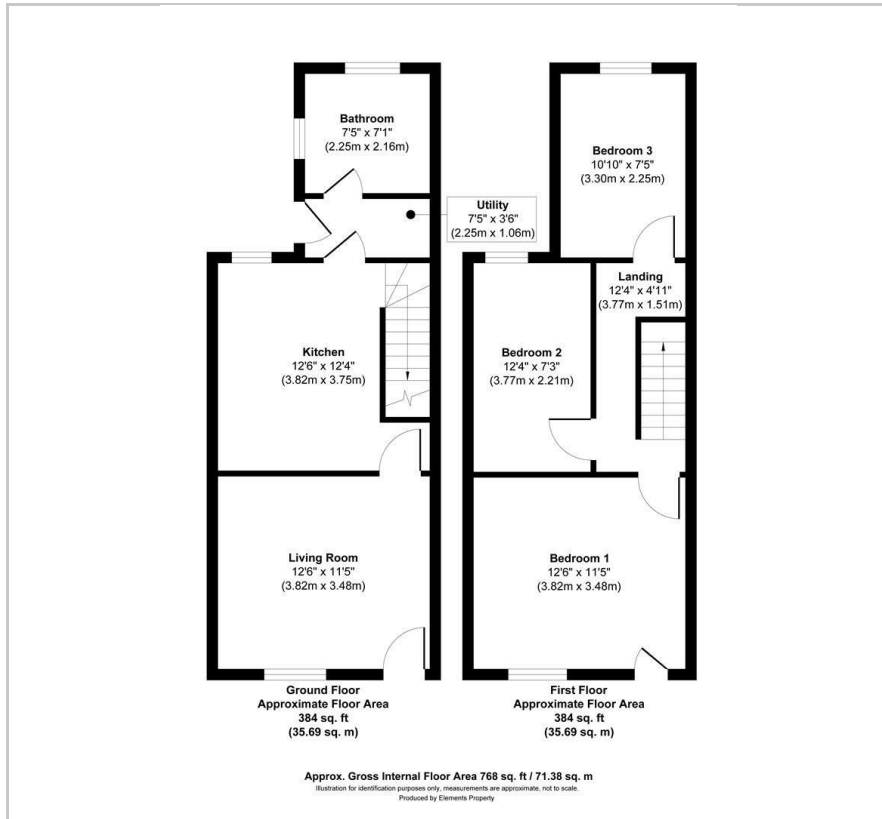 Bathroom
7'5" x 7'1"
(2.25m x 2.16m)
Utility
7'5" x 3'6"
(2.25m x 1.06m)
Kitchen
12'6" x 12'4"
(3.82m x 3.75m)
Living Room
12'6" x 11'5"
(3.82m x 3.48m)
Ground Floor
Approximate Floor Area
384 sq. ft
(35.69 sq. m)
Bedroom 3
10'10" x 7'5"
(3.30m x 2.25m)
Landing
12'4" x 4'11"
(3.77m x 1.51m)
Bedroom 2
12'4" x 7'3"
(3.77m x 2.21m)
Bedroom 1
12'6" x 11'5"
(3.82m x 3.48m)
First Floor
Approximate Floor Area
384 sq. ft
(35.69 sq. m)
Approx. Gross Internal Floor Area 768 sq. ft / 71.38 sq. m
Illustration for identification purposes only, measurements are approximate, not to scale.
Produced by Elements Property